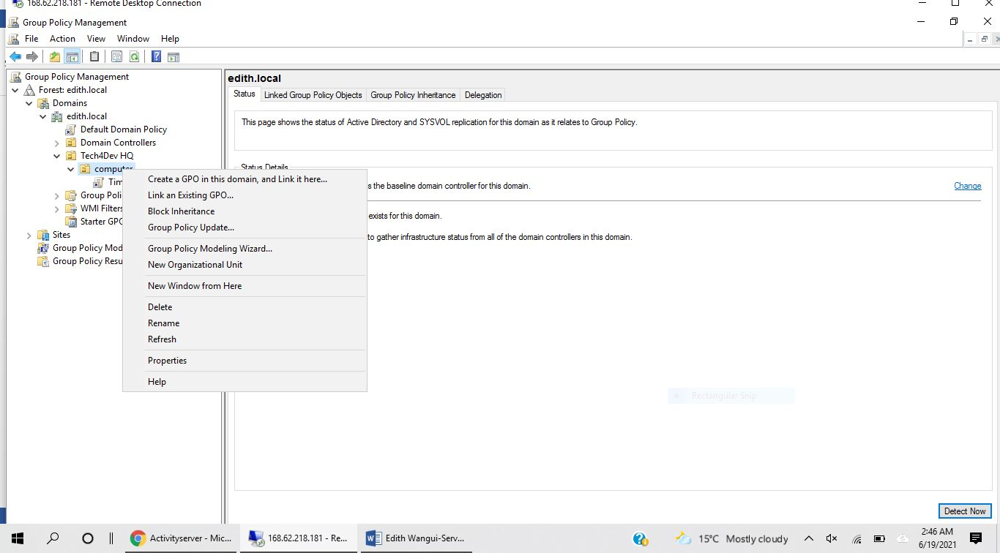 168.62.218.181 - Remote Desktop Connection
Group Policy Management
File Action View Window Help
Group Policy Management
Forest: edith.local
Domains
edith.local
Default Domain Policy
Domain Controllers
Tech4Dev HQ
computer
Tim
Group Poli
WMI Filters
Starter GPO
Sites
Group Policy Mod
Group Policy Resu
Create a GPO in this domain, and Link it here...
Link an Existing GPO...
Block Inheritance
Group Policy Update...
Group Policy Modeling Wizard...
New Organizational Unit
New Window from Here
Delete
Rename
Refresh
Properties
Help
edith.local
Status Linked Group Policy Objects Group Policy Inheritance Delegation
This page shows the status of Active Directory and SYSVOL replication for this domain as it relates to Group Policy.
Status Details
s the baseline domain controller for this domain.
Change
exists for this domain.
to gather infrastructure status from all of the domain controllers in this domain.
Rectangular Snip
Detect Now
Activityserver - Mic...
168.62.218.181 - Re...
Edith Wangui-Serv...
15°C Mostly cloudy
2:46 AM
6/19/2021